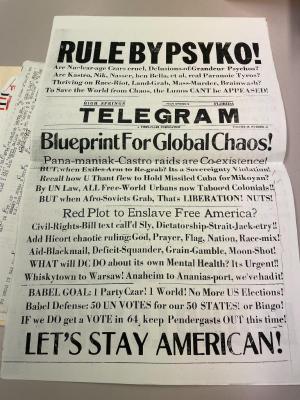 RULE BY PSYKO!
Are Nuclear-age Czars cruel, Delusions of Grandeur Psychos?
Are Kastro, Nik, Nasser, ben Bella, et al, real Paranoic Tyros?
Thriving on Race-Riot, Land-Grab, Mass-Murder, Brainwash?
To Save the World from Chaos, the Lumos CANT be APPEASED!
HIGH SPRINGS
FLORIDA
TELEGRAM
Blueprint For Global Chaos!
Pana-maniak-Castro raids are Co-existence!
BUT, when Exiles Arm to Regrab? Its a Sovereignty Violation!
Recall how U Thant flew to Hold Missiled Cuba for Mikoyan?
By UN Law, ALL Free-World Urbans now Tabooed Colonials!!
BUT when Afro-Soviets Grab, Thats LIBERATION! NUTS!
Red Plot to Enslave Free America?
Civil-Rights-Bill text call'd Sly, Dictatorship-Strait-Jack-etry!!
Add Hicort chaotic ruling: God, Prayer, Flag, Nation, Race-mix!
Aid-Blackmail, Deficit-Squander, Grain-Gamble, Moon-Shot!
WHAT will DC DO about its own Mental Health? Its Urgent!!
Whiskytown to Warsaw! Anaheim to Ananias-port, we've had it!
BABEL GOAL: 1 Party Czar! 1 World! No More US Elections!
Babel Defense: 50 UN VOTES for our 50 STATES! or Bingo!
IF we DO get a VOTE in 64, keep Pendergasts OUT this time!
LET'S STAY AMERICAN!